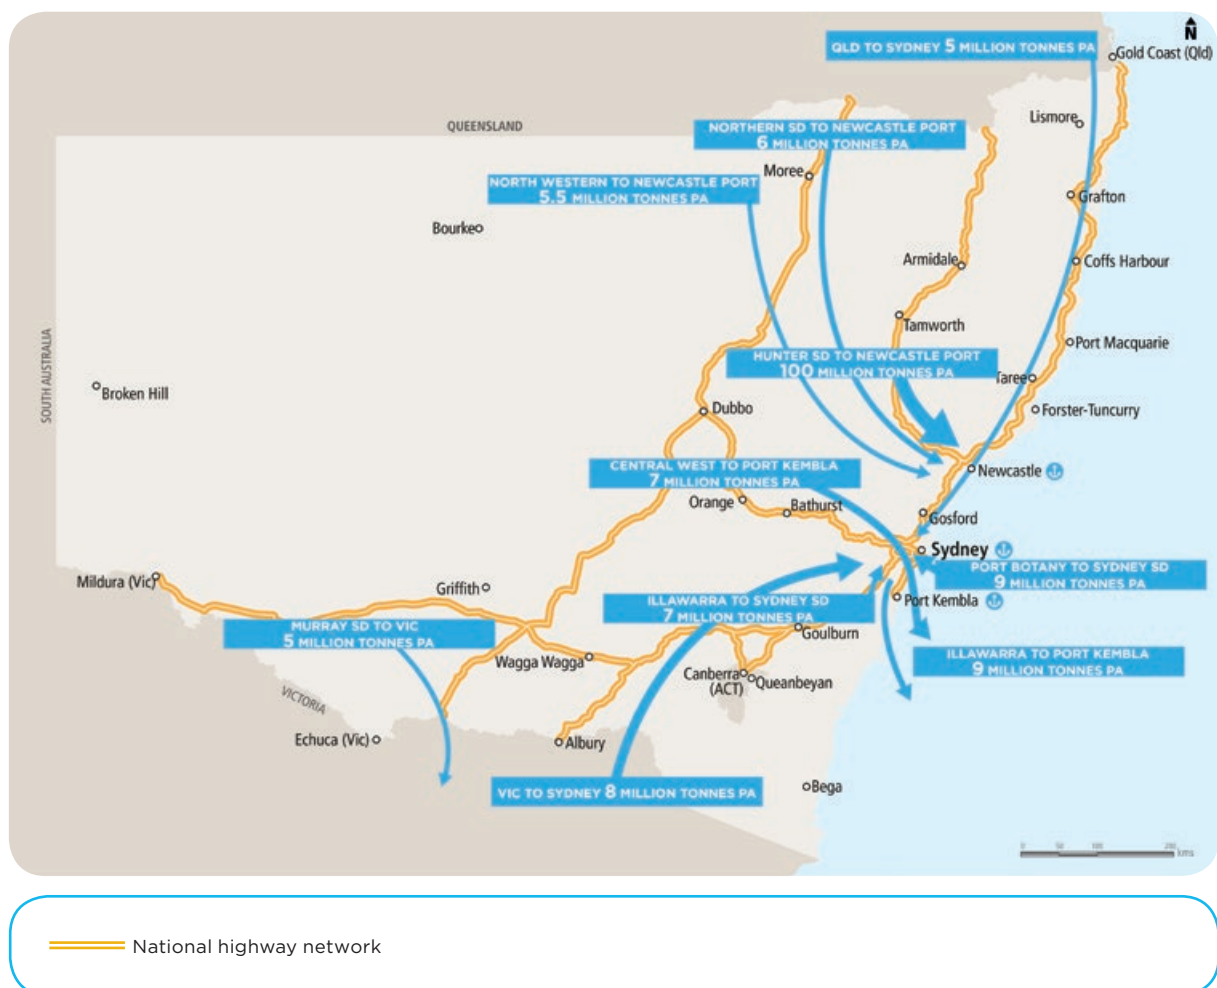 N
QLD TO SYDNEY 5 MILLION TONNES PA
Gold Coast (Qld)
Lismore
QUEENSLAND
NORTHERN SD TO NEWCASTLE PORT
6 MILLION TONNES PA
Moree
NORTH WESTERN TO NEWCASTLE PORT
5.5 MILLION TONNES PA
Grafton
Bourke
Armidale
Coffs Harbour
Tamworth
SOUTH AUSTRALIA
Port Macquarie
HUNTER SD TO NEWCASTLE PORT
100 MILLION TONNES PA
Taree
Broken Hill
Dubbo
Forster-Tuncurry
CENTRAL WEST TO PORT KEMBLA
7 MILLION TONNES PA
Newcastle
Orange
Bathurst
Gosford
Sydney
PORT BOTANY TO SYDNEY SD
9 MILLION TONNES PA
Mildura (Vic)
Griffith
ILLAWARRA TO SYDNEY SD
7 MILLION TONNES PA
Port Kembla
MURRAY SD TO VIC
5 MILLION TONNES PA
Goulburn
ILLAWARRA TO PORT KEMBLA
9 MILLION TONNES PA
Wagga Wagga
Canberra
(ACT)
Queanbeyan
VICTORIA
Echuca (Vic)
Albury
VIC TO SYDNEY 8 MILLION TONNES PA
Bega
0 50 100 200
kms
National highway network